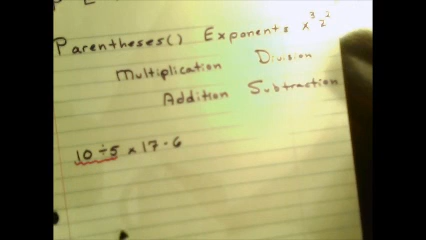 Parentheses() Exponents x³ 2²
Multiplication Division
Addition Subtraction
10 ÷ 5 × 17 - 6